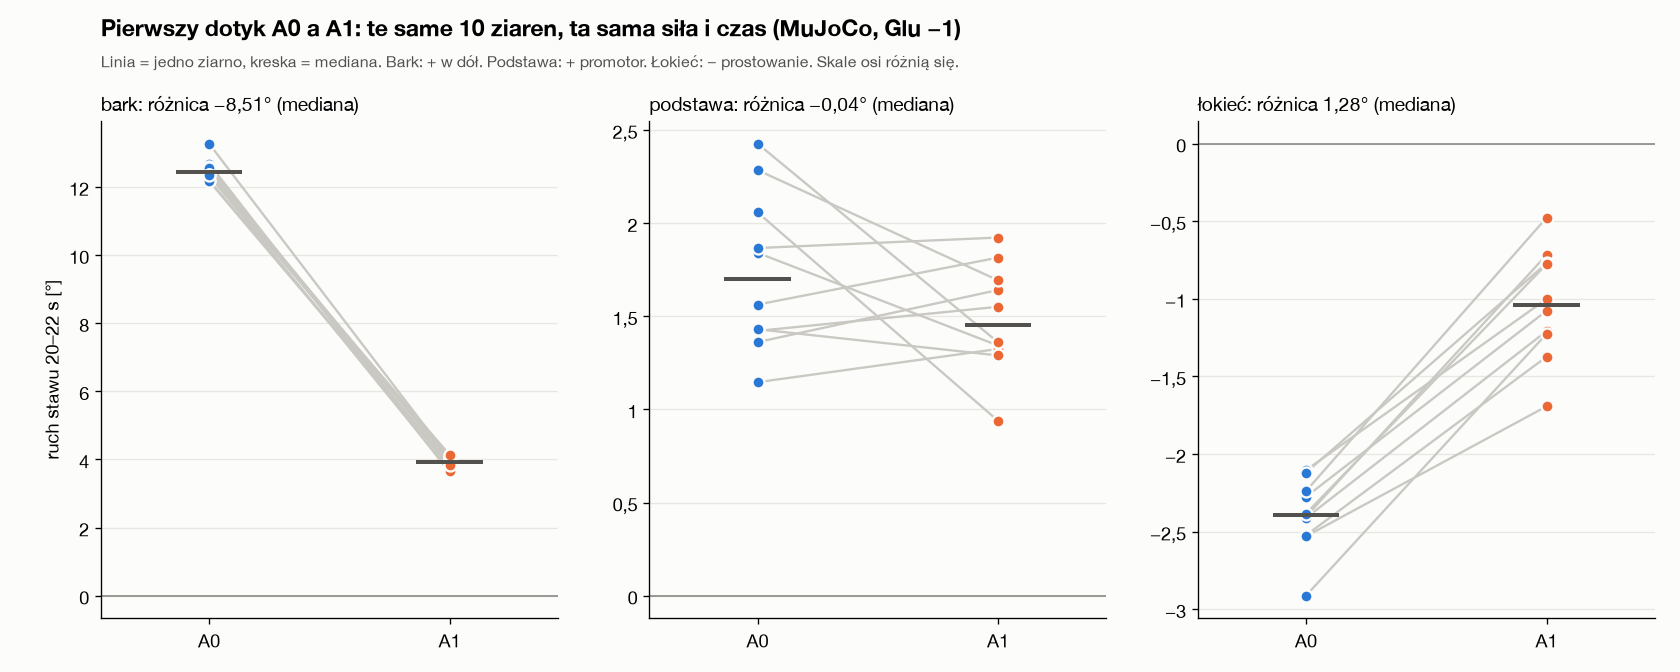 Pierwszy dotyk A0 a A1: te same 10 ziaren, ta sama siła i czas (MuJoCo, Glu −1)
Linia = jedno ziarno, kreska = mediana. Bark: + w dół. Podstawa: + promotor. Łokieć: − prostowanie. Skale osi różnią się.
bark: różnica −8,51° (mediana)
ruch stawu 20–22 s [°]
12
10
8
6
4
2
0
A0
A1
podstawa: różnica −0,04° (mediana)
2,5
2
1,5
1
0,5
0
A0
A1
łokieć: różnica 1,28° (mediana)
0
−0,5
−1
−1,5
−2
−2,5
−3
A0
A1